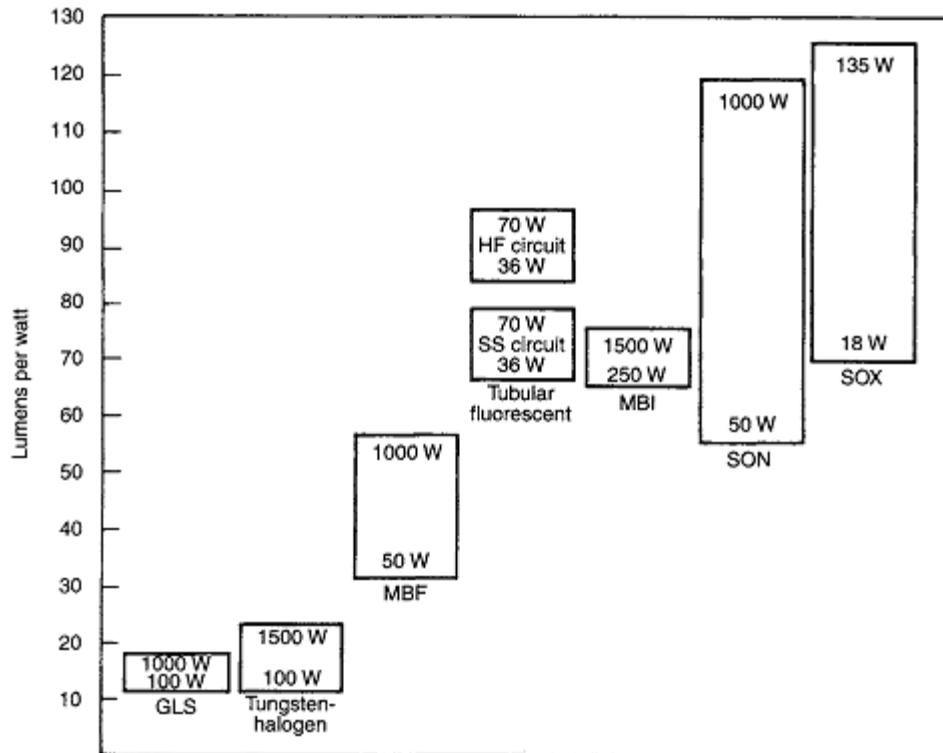 130
120
110
100
90
80
70
60
50
40
30
20
10
Lumens per watt
1000 W
100 W
GLS
1500 W
100 W
Tungsten-
halogen
1000 W
50 W
MBF
70 W
HF circuit
36 W
70 W
SS circuit
36 W
Tubular
fluorescent
1500 W
250 W
MBI
1000 W
50 W
SON
135 W
18 W
SOX